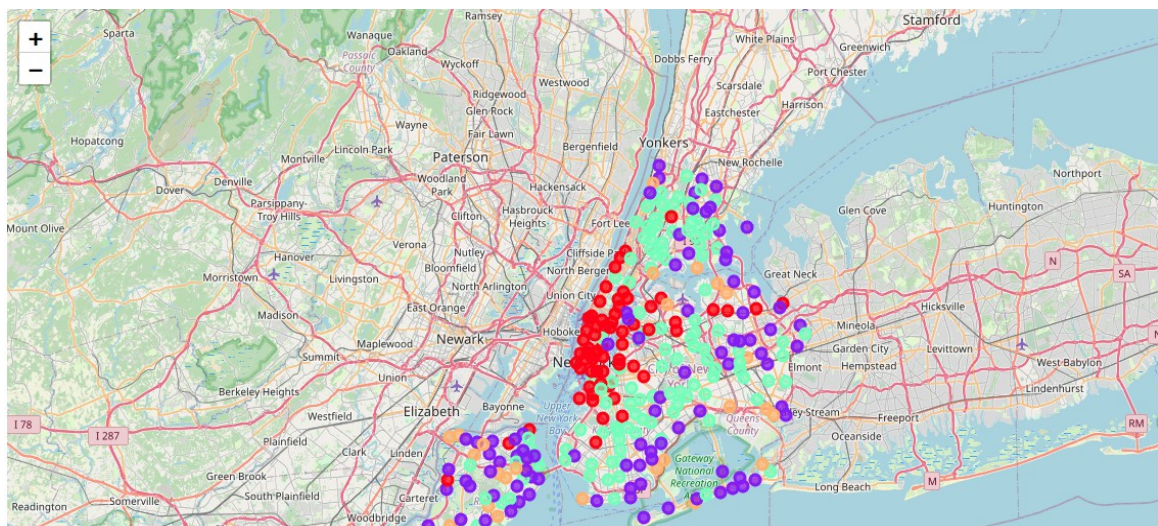 +
−
Sparta
Ramsey
Stamford
Wanaque
White Plains
Oakland
Wyckoff
Dobbs Ferry
Greenwich
Passaic
County
Port Chester
Westwood
Scarsdale
Ridgewood
Glen Rock
Harrison
Eastchester
Wayne
Fair Lawn
Hopatcong
Lincoln Park
Bergenfield
Yonkers
Montville
Paterson
New Rochelle
Northport
Denville
Woodland
Park
Hackensack
Dover
Parsippany-
Troy Hills
Clifton
Hasbrouck
Heights
Fort Lee
Glen Cove
Huntington
Mount Olive
Verona
Nutley
Cliffside
Hanover
Bloomfield
North Berge
Great Neck
N
SA
Morristown
Livingston
North Arlington
Union City
Hicksville
Madison
East Orange
Mineola
Newark
Hoboke
Garden City
Levittown
N
Summit
Maplewood
New
Elmont
Hempstead
West Babylon
Berkeley Heights
Union
Lindenhurst
Elizabeth
Bayonne
Upper
New York
Bay
ey Stream
Freeport
I 78
I 287
Westfield
Queens
County
Oceanside
RM
Plainfield
Clark
Linden
Gateway
National
Recreation
Green Brook
Somerville
South Plainfield
Carteret
Long Beach
M
Readington
Woodbridge